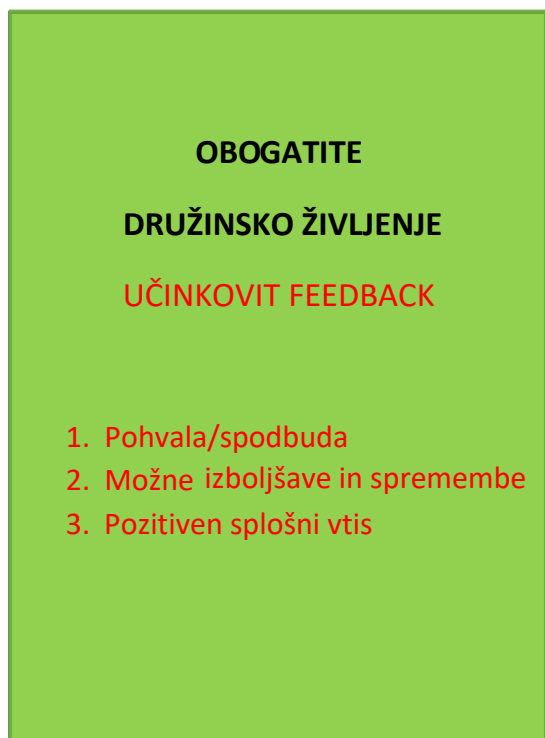 OBOGATITE
DRUŽINSKO ŽIVLJENJE
UČINKOVIT FEEDBACK
1. Pohvala/spodbuda
2. Možne izboljšave in spremembe
3. Pozitiven splošni vtis